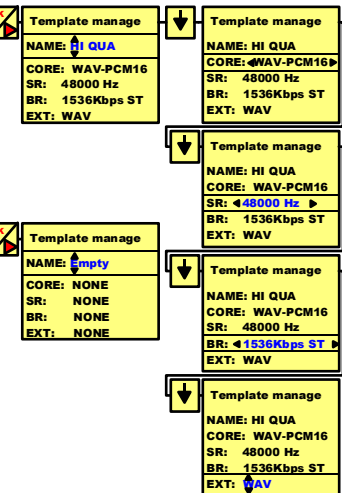 Template manage
NAME: HI QUA
CORE: WAV-PCM16
SR: 48000 Hz
BR: 1536Kbps ST
EXT: WAV
Template manage
NAME: HI QUA
CORE: WAV-PCM16
SR: 48000 Hz
BR: 1536Kbps ST
EXT: WAV
Template manage
NAME: HI QUA
CORE: WAV-PCM16
SR: 48000 Hz
BR: 1536Kbps ST
EXT: WAV
Template manage
NAME: Empty
CORE: NONE
SR: NONE
BR: NONE
EXT: NONE
Template manage
NAME: HI QUA
CORE: WAV-PCM16
SR: 48000 Hz
BR: 1536Kbps ST
EXT: WAV
Template manage
NAME: HI QUA
CORE: WAV-PCM16
SR: 48000 Hz
BR: 1536Kbps ST
EXT: WAV